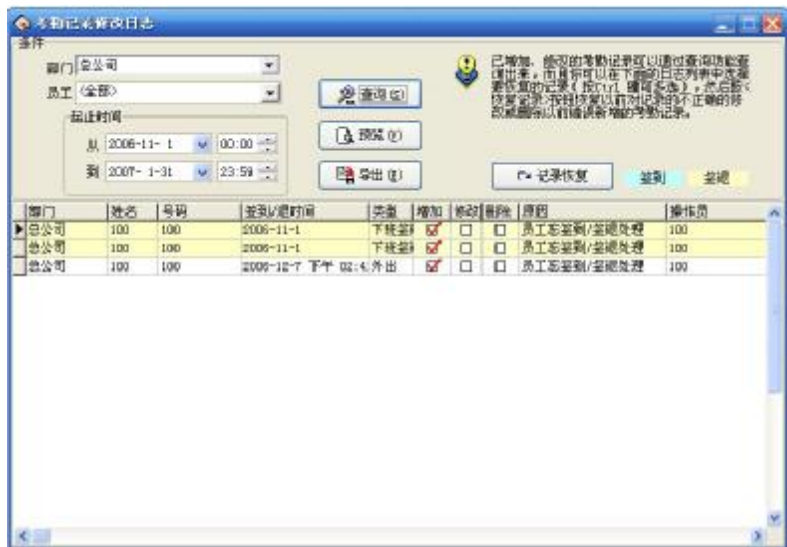 考勤记录修改日志
条件
部门 总公司
员工 (全部)
起止时间
从 2006-11- 1 00:00
到 2007- 1-31 23:59
查询(S)
预览(P)
导出(E)
已增加、修改的考勤记录可以通过查询功能查
询出来，而且你可以在下面的日志列表中选择
要恢复的记录(按Ctrl 键可多选)，然后按<
恢复记录>按钮恢复以前对记录的不正确的修
改或删除以前错误新增的考勤记录。
记录恢复 签到 签退
部门 姓名 号码 签到/退时间 类型 增加 修改 删除 原因 操作员
总公司 100 100 2006-11-1 下班签 员工忘签到/签退处理 100
总公司 100 100 2006-11-1 下班签 员工忘签到/签退处理 100
总公司 100 100 2006-12-7 下午 02:4 外出 员工忘签到/签退处理 100